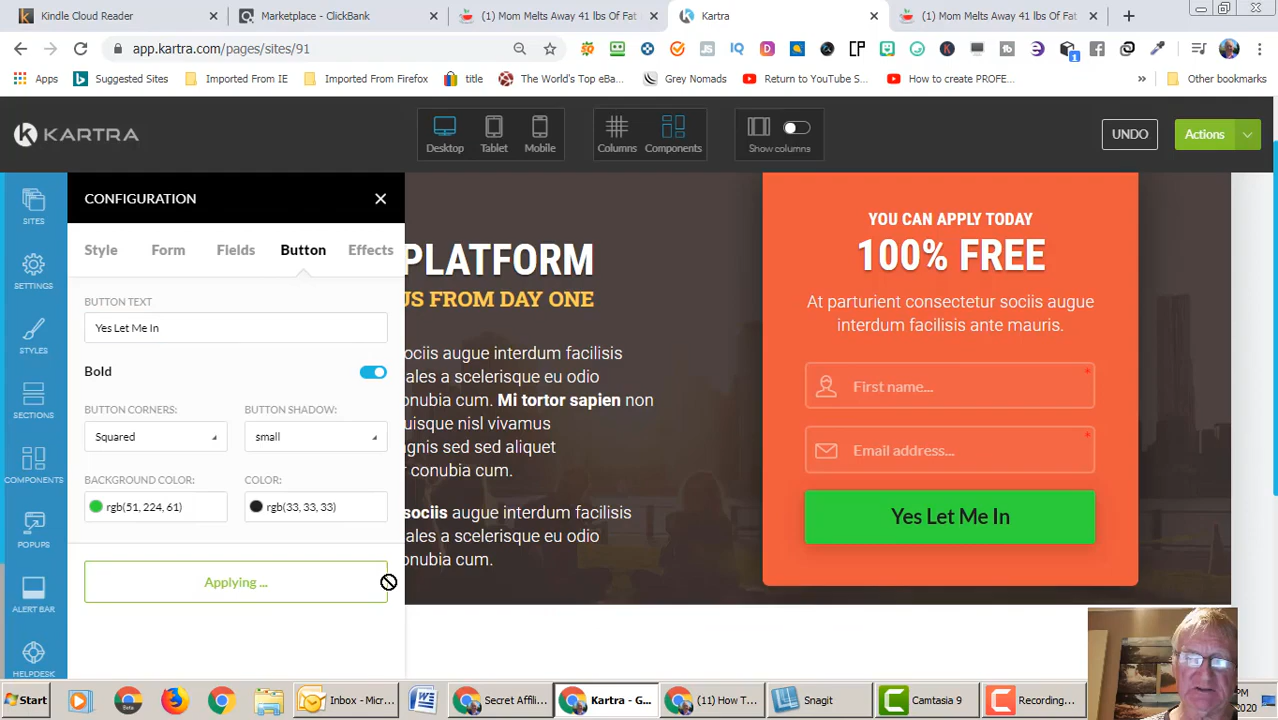 Kindle Cloud Reader
Marketplace - ClickBank
(1) Mom Melts Away 41 lbs Of Fat
Kartra
(1) Mom Melts Away 41 lbs Of Fat
app.kartra.com/pages/sites/91
Apps
Suggested Sites
Imported From IE
Imported From Firefox
title
The World's top eBa...
Grey Nomads
Return to YouTube S...
How to create PROFE...
»
Other bookmarks
KARTRA
Desktop
Tablet
Mobile
Columns
Components
Show columns
UNDO
Actions
SITES
SETTINGS
STYLES
SECTIONS
COMPONENTS
POPUPS
ALERT BAR
HELPDESK
CONFIGURATION
Style
Form
Fields
Button
Effects
BUTTON TEXT
Yes Let Me In
Bold
BUTTON CORNERS:
BUTTON SHADOW:
Squared
small
BACKGROUND COLOR:
COLOR:
rgb(51, 224, 61)
rgb(33, 33, 33)
Applying ...
PLATFORM
US FROM DAY ONE
ociis augue interdum facilisis
ales a scelerisque eu odio
onubia cum. Mi tortor sapien non
uisque nisl vivamus
agnis sed sed aliquet
r conubia cum.
sociis augue interdum facilisis
ales a scelerisque eu odio
onubia cum.
YOU CAN APPLY TODAY
100% FREE
At parturient consectetur sociis augue
interdum facilisis ante mauris.
First name...
*
Email address...
*
Yes Let Me In
Start
Inbox - Micr...
Secret Affili...
Kartra - G...
(11) How T...
Snagit
Camtasia 9
Recording...
PM
2020